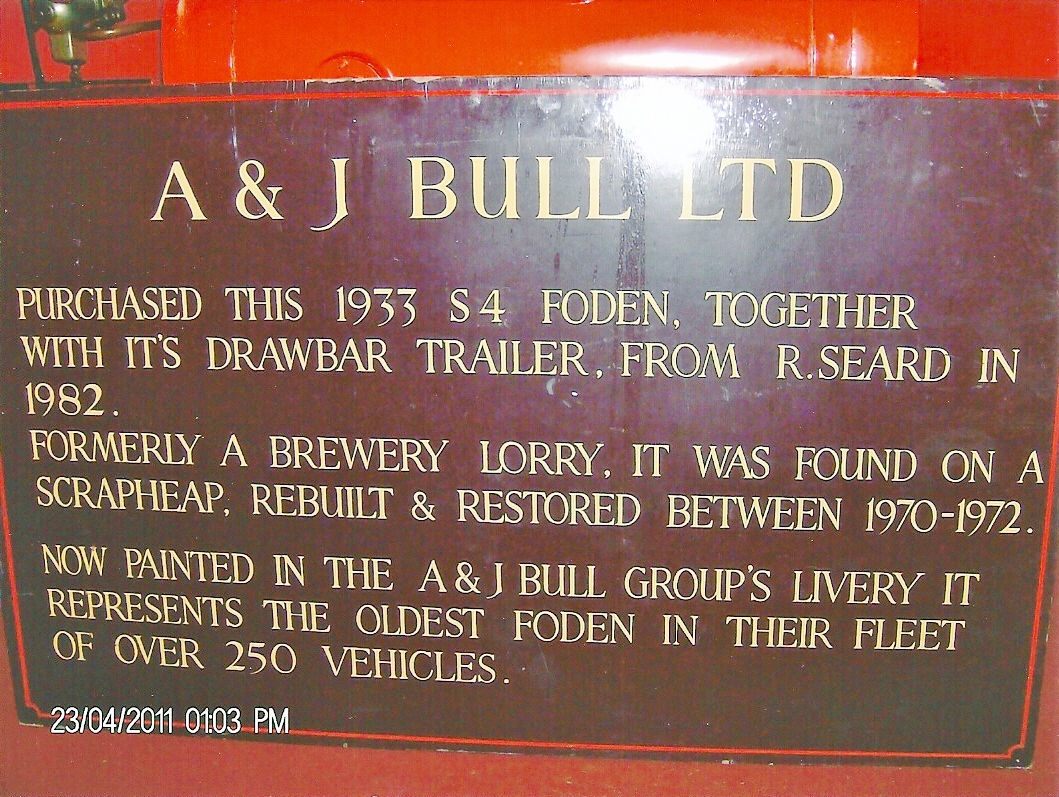 A & J BULL LTD
PURCHASED THIS 1933 S4 FODEN, TOGETHER
WITH IT'S DRAWBAR TRAILER, FROM R.SEARD IN
1982.
FORMERLY A BREWERY LORRY, IT WAS FOUND ON A
SCRAPHEAP, REBUILT & RESTORED BETWEEN 1970-1972.
NOW PAINTED IN THE A & J BULL GROUP'S LIVERY IT
REPRESENTS THE OLDEST FODEN IN THEIR FLEET
OF OVER 250 VEHICLES.
23/04/2011 01:03 PM